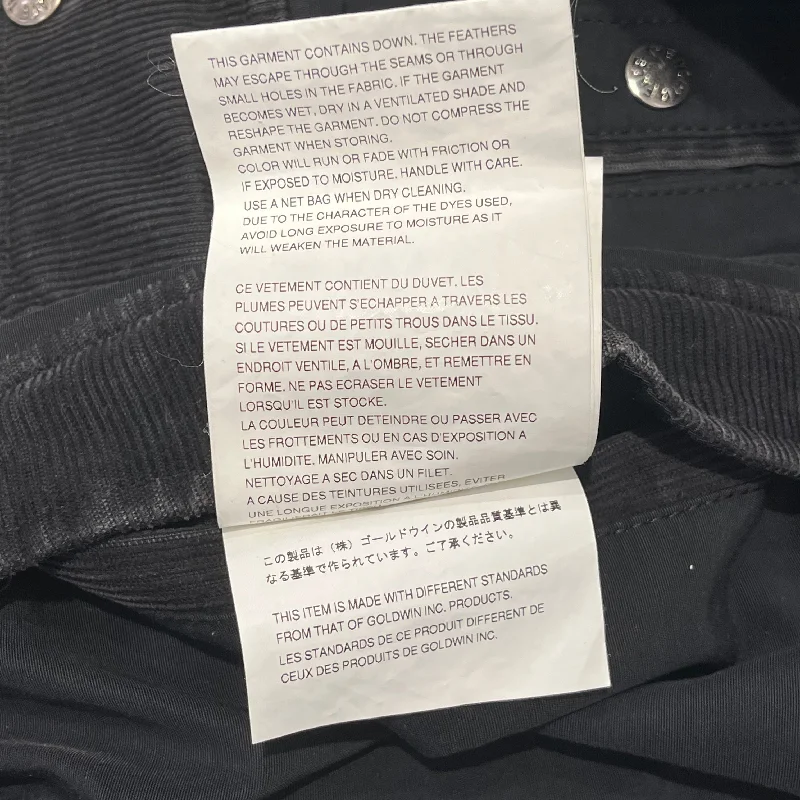 THIS GARMENT CONTAINS DOWN. THE FEATHERS
MAY ESCAPE THROUGH THE SEAMS OR THROUGH
SMALL HOLES IN THE FABRIC. IF THE GARMENT
BECOMES WET, DRY IN A VENTILATED SHADE AND
RESHAPE THE GARMENT. DO NOT COMPRESS THE
GARMENT WHEN STORING.
COLOR WILL RUN OR FADE WITH FRICTION OR
IF EXPOSED TO MOISTURE. HANDLE WITH CARE.
USE A NET BAG WHEN DRY CLEANING.
DUE TO THE CHARACTER OF THE DYES USED,
AVOID LONG EXPOSURE TO MOISTURE AS IT
WILL WEAKEN THE MATERIAL.
CE VETEMENT CONTIENT DU DUVET. LES
PLUMES PEUVENT S'ECHAPPER A TRAVERS LES
COUTURES OU DE PETITS TROUS DANS LE TISSU.
SI LE VETEMENT EST MOUILLE, SECHER DANS UN
ENDROIT VENTILE, A L'OMBRE, ET REMETTRE EN
FORME. NE PAS ECRASER LE VETEMENT
LORSQU'IL EST STOCKE.
LA COULEUR PEUT DETEINDRE OU PASSER AVEC
LES FROTTEMENTS OU EN CAS D'EXPOSITION A
L'HUMIDITE. MANIPULER AVEC SOIN.
NETTOYAGE A SEC DANS UN FILET.
A CAUSE DES TEINTURES UTILISEES, EVITER
UNE LONGUE EXPOSITION A L'HUM
この製品は(株)ゴールドウインの製品品質基準とは異
なる基準で作られています。ご了承ください。
THIS ITEM IS MADE WITH DIFFERENT STANDARDS
FROM THAT OF GOLDWIN INC. PRODUCTS.
LES STANDARDS DE CE PRODUIT DIFFERENT DE
CEUX DES PRODUITS DE GOLDWIN INC.